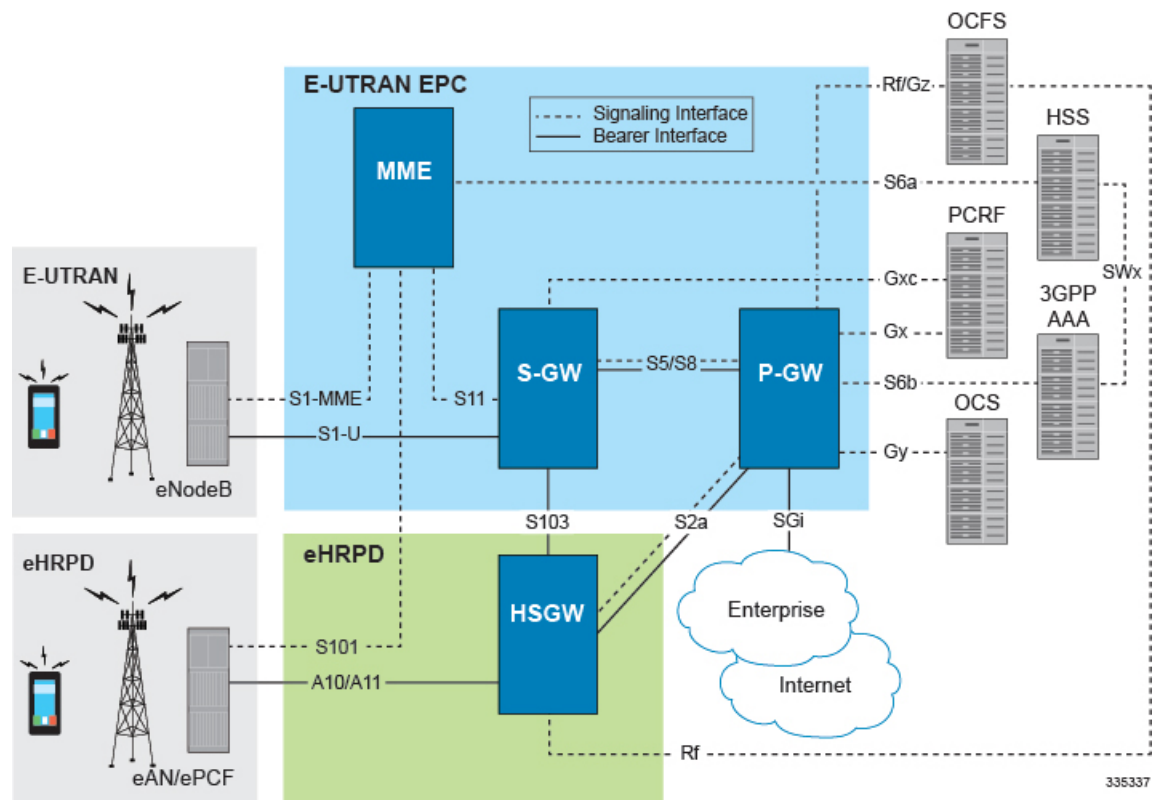 OCFS
E-UTRAN EPC
Rf/Gz
Signaling Interface
Bearer Interface
HSS
MME
S6a
PCRF
E-UTRAN
Gxc
SWx
3GPP
AAA
S-GW
S5/S8
P-GW
Gx
S6b
S1-MME
S11
OCS
S1-U
Gy
eNodeB
S103
S2a
SGi
eHRPD
eHRPD
HSGW
Enterprise
S101
A10/A11
Internet
Rf
eAN/ePCF
335337